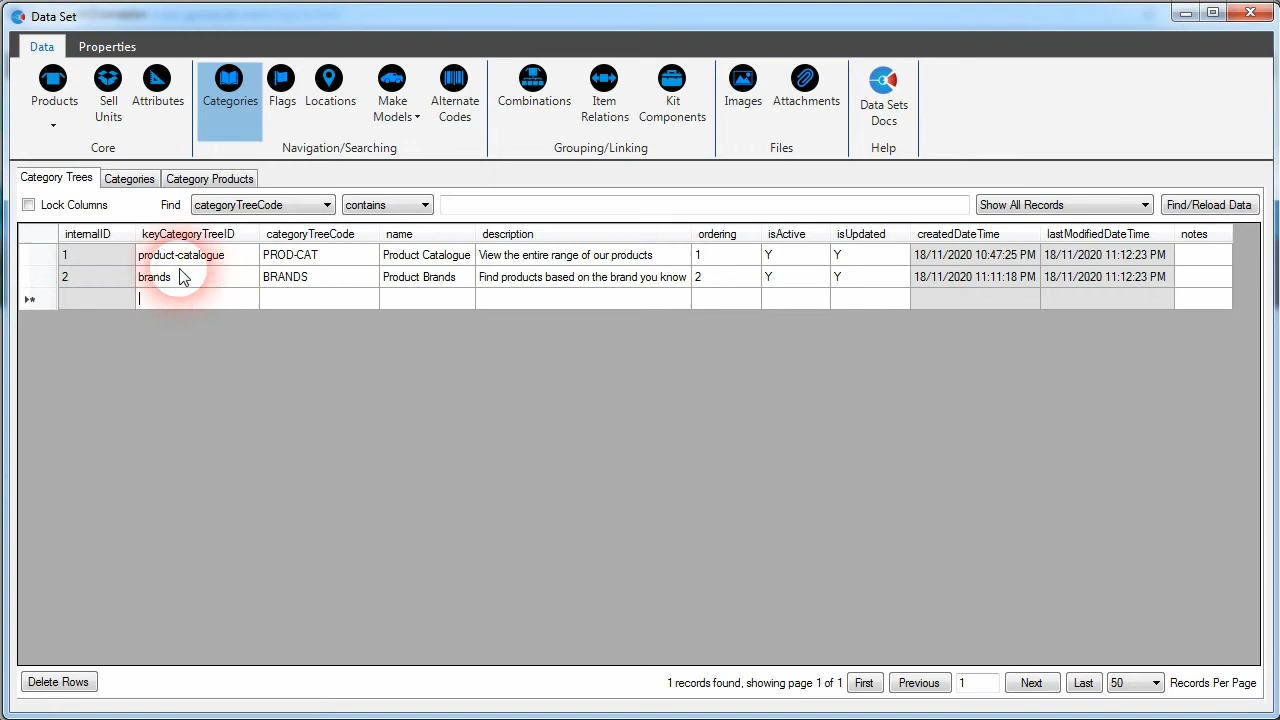 Data Set
Data Properties
Products Sell Units Attributes Categories Flags Locations Make Models Alternate Codes Combinations Item Relations Kit Components Images Attachments Data Sets Docs
Core Navigation/Searching Grouping/Linking Files Help
Category Trees Categories Category Products
Lock Columns Find categoryTreeCode contains Show All Records Find/Reload Data
internalID keyCategoryTreeID categoryTreeCode name description ordering isActive isUpdated createdDateTime lastModifiedDateTime notes
1 product-catalogue PROD-CAT Product Catalogue View the entire range of our products 1 Y Y 18/11/2020 10:47:25 PM 18/11/2020 11:12:23 PM
2 brands BRANDS Product Brands Find products based on the brand you know 2 Y Y 18/11/2020 11:11:18 PM 18/11/2020 11:12:23 PM
Delete Rows 1 records found, showing page 1 of 1 First Previous 1 Next Last 50 Records Per Page